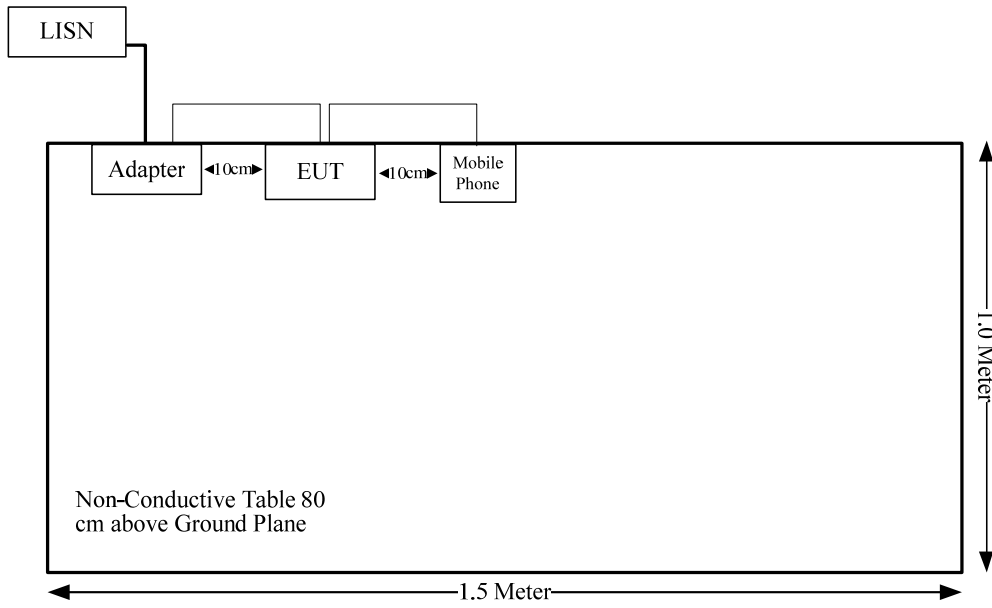 LISN
Adapter
10cm
EUT
10cm
Mobile
Phone
1.0 Meter
Non-Conductive Table 80
cm above Ground Plane
1.5 Meter